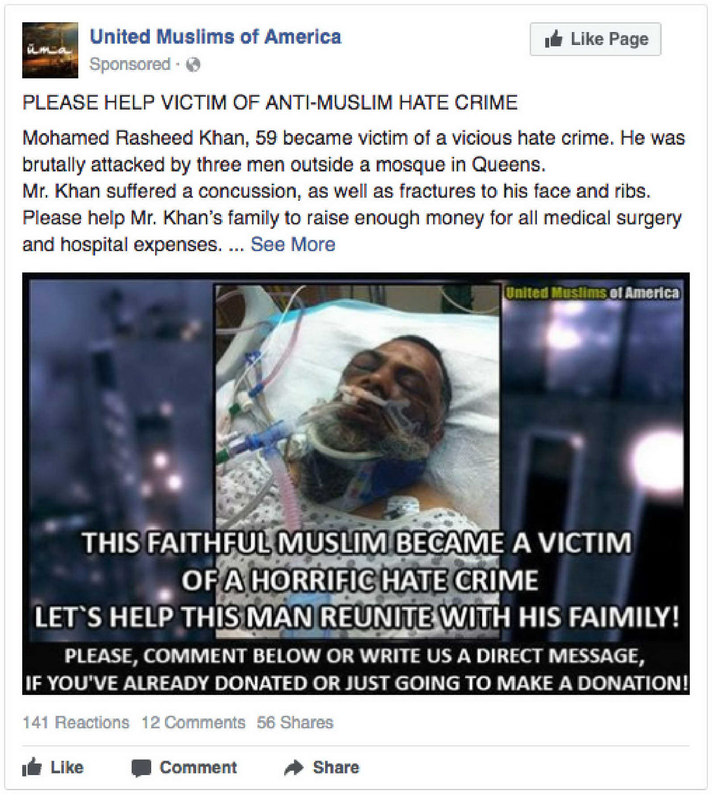 üma
United Muslims of America
Sponsored ·
Like Page
PLEASE HELP VICTIM OF ANTI-MUSLIM HATE CRIME
Mohamed Rasheed Khan, 59 became victim of a vicious hate crime. He was
brutally attacked by three men outside a mosque in Queens.
Mr. Khan suffered a concussion, as well as fractures to his face and ribs.
Please help Mr. Khan's family to raise enough money for all medical surgery
and hospital expenses. ... See More
United Muslims of America
THIS FAITHFUL MUSLIM BECAME A VICTIM
OF A HORRIFIC HATE CRIME
LET`S HELP THIS MAN REUNITE WITH HIS FAIMILY!
PLEASE, COMMENT BELOW OR WRITE US A DIRECT MESSAGE,
IF YOU'VE ALREADY DONATED OR JUST GOING TO MAKE A DONATION!
141 Reactions 12 Comments 56 Shares
Like Comment Share